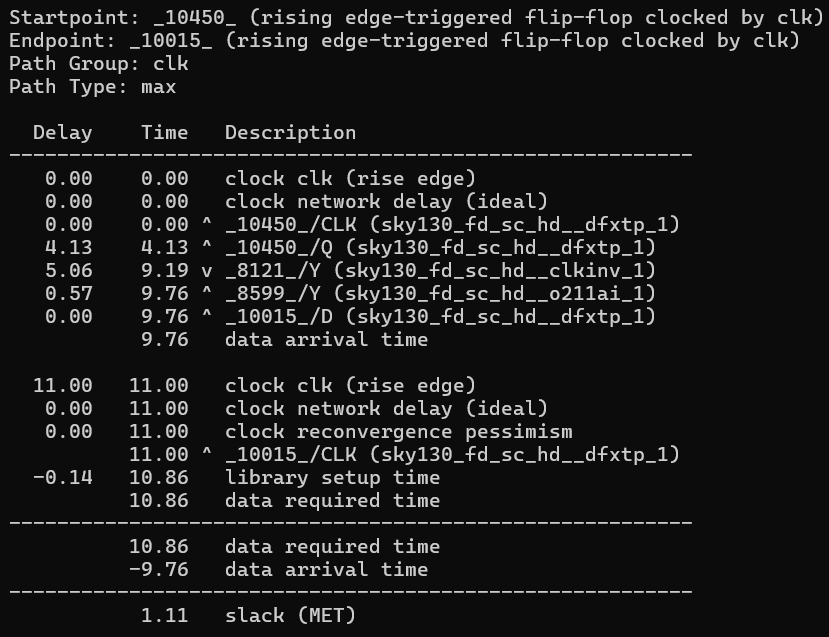 Startpoint: _10450_ (rising edge-triggered flip-flop clocked by clk)
Endpoint: _10015_ (rising edge-triggered flip-flop clocked by clk)
Path Group: clk
Path Type: max

  Delay    Time   Description
---------------------------------------------------------
   0.00    0.00   clock clk (rise edge)
   0.00    0.00   clock network delay (ideal)
   0.00    0.00 ^ _10450_/CLK (sky130_fd_sc_hd__dfxtp_1)
   4.13    4.13 ^ _10450_/Q (sky130_fd_sc_hd__dfxtp_1)
   5.06    9.19 v _8121_/Y (sky130_fd_sc_hd__clkinv_1)
   0.57    9.76 ^ _8599_/Y (sky130_fd_sc_hd__o211ai_1)
   0.00    9.76 ^ _10015_/D (sky130_fd_sc_hd__dfxtp_1)
           9.76   data arrival time

  11.00   11.00   clock clk (rise edge)
   0.00   11.00   clock network delay (ideal)
   0.00   11.00   clock reconvergence pessimism
          11.00 ^ _10015_/CLK (sky130_fd_sc_hd__dfxtp_1)
  -0.14   10.86   library setup time
          10.86   data required time
---------------------------------------------------------
          10.86   data required time
          -9.76   data arrival time
---------------------------------------------------------
           1.11   slack (MET)